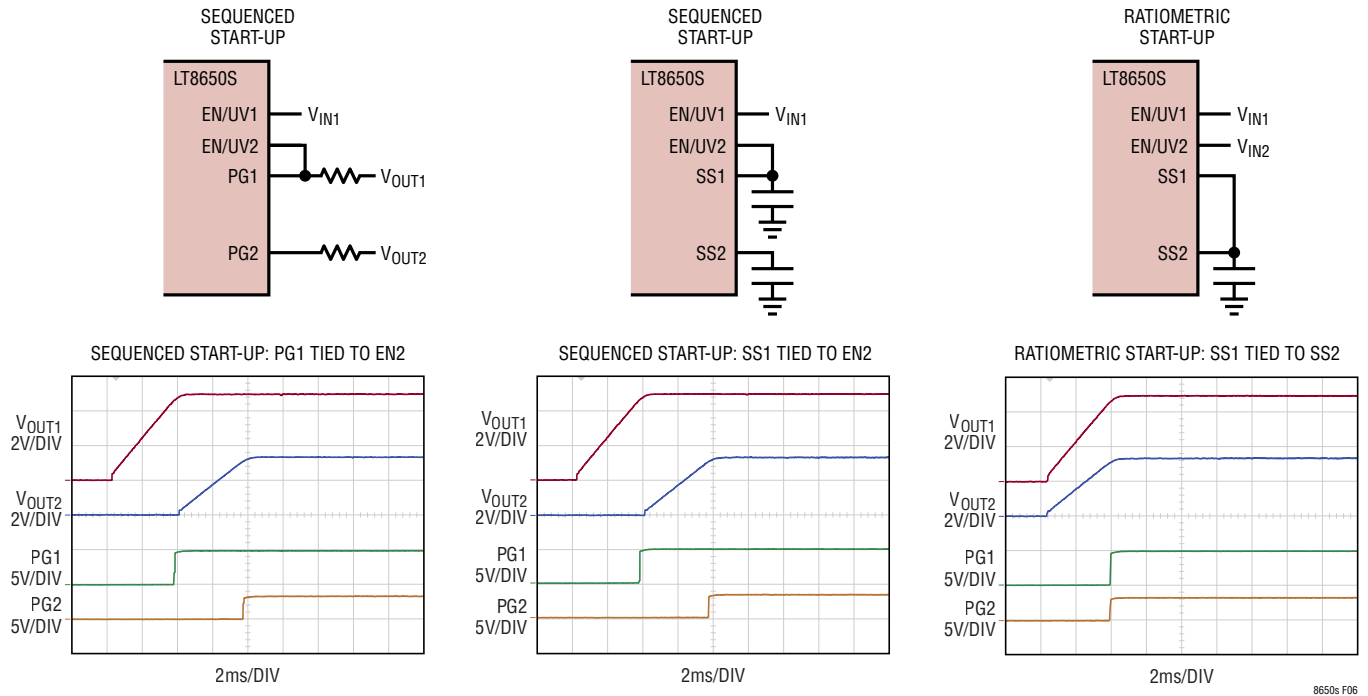 SEQUENCED
START-UP
LT8650S
EN/UV1
VIN1
EN/UV2
PG1
VOUT1
PG2
VOUT2
SEQUENCED
START-UP
LT8650S
EN/UV1
VIN1
EN/UV2
SS1
SS2
RATIOMETRIC
START-UP
LT8650S
EN/UV1
VIN1
EN/UV2
VIN2
SS1
SS2
SEQUENCED START-UP: PG1 TIED TO EN2
VOUT1
2V/DIV
VOUT2
2V/DIV
PG1
5V/DIV
PG2
5V/DIV
2ms/DIV
SEQUENCED START-UP: SS1 TIED TO EN2
VOUT1
2V/DIV
VOUT2
2V/DIV
PG1
5V/DIV
PG2
5V/DIV
2ms/DIV
RATIOMETRIC START-UP: SS1 TIED TO SS2
VOUT1
2V/DIV
VOUT2
2V/DIV
PG1
5V/DIV
PG2
5V/DIV
2ms/DIV
8650s F06